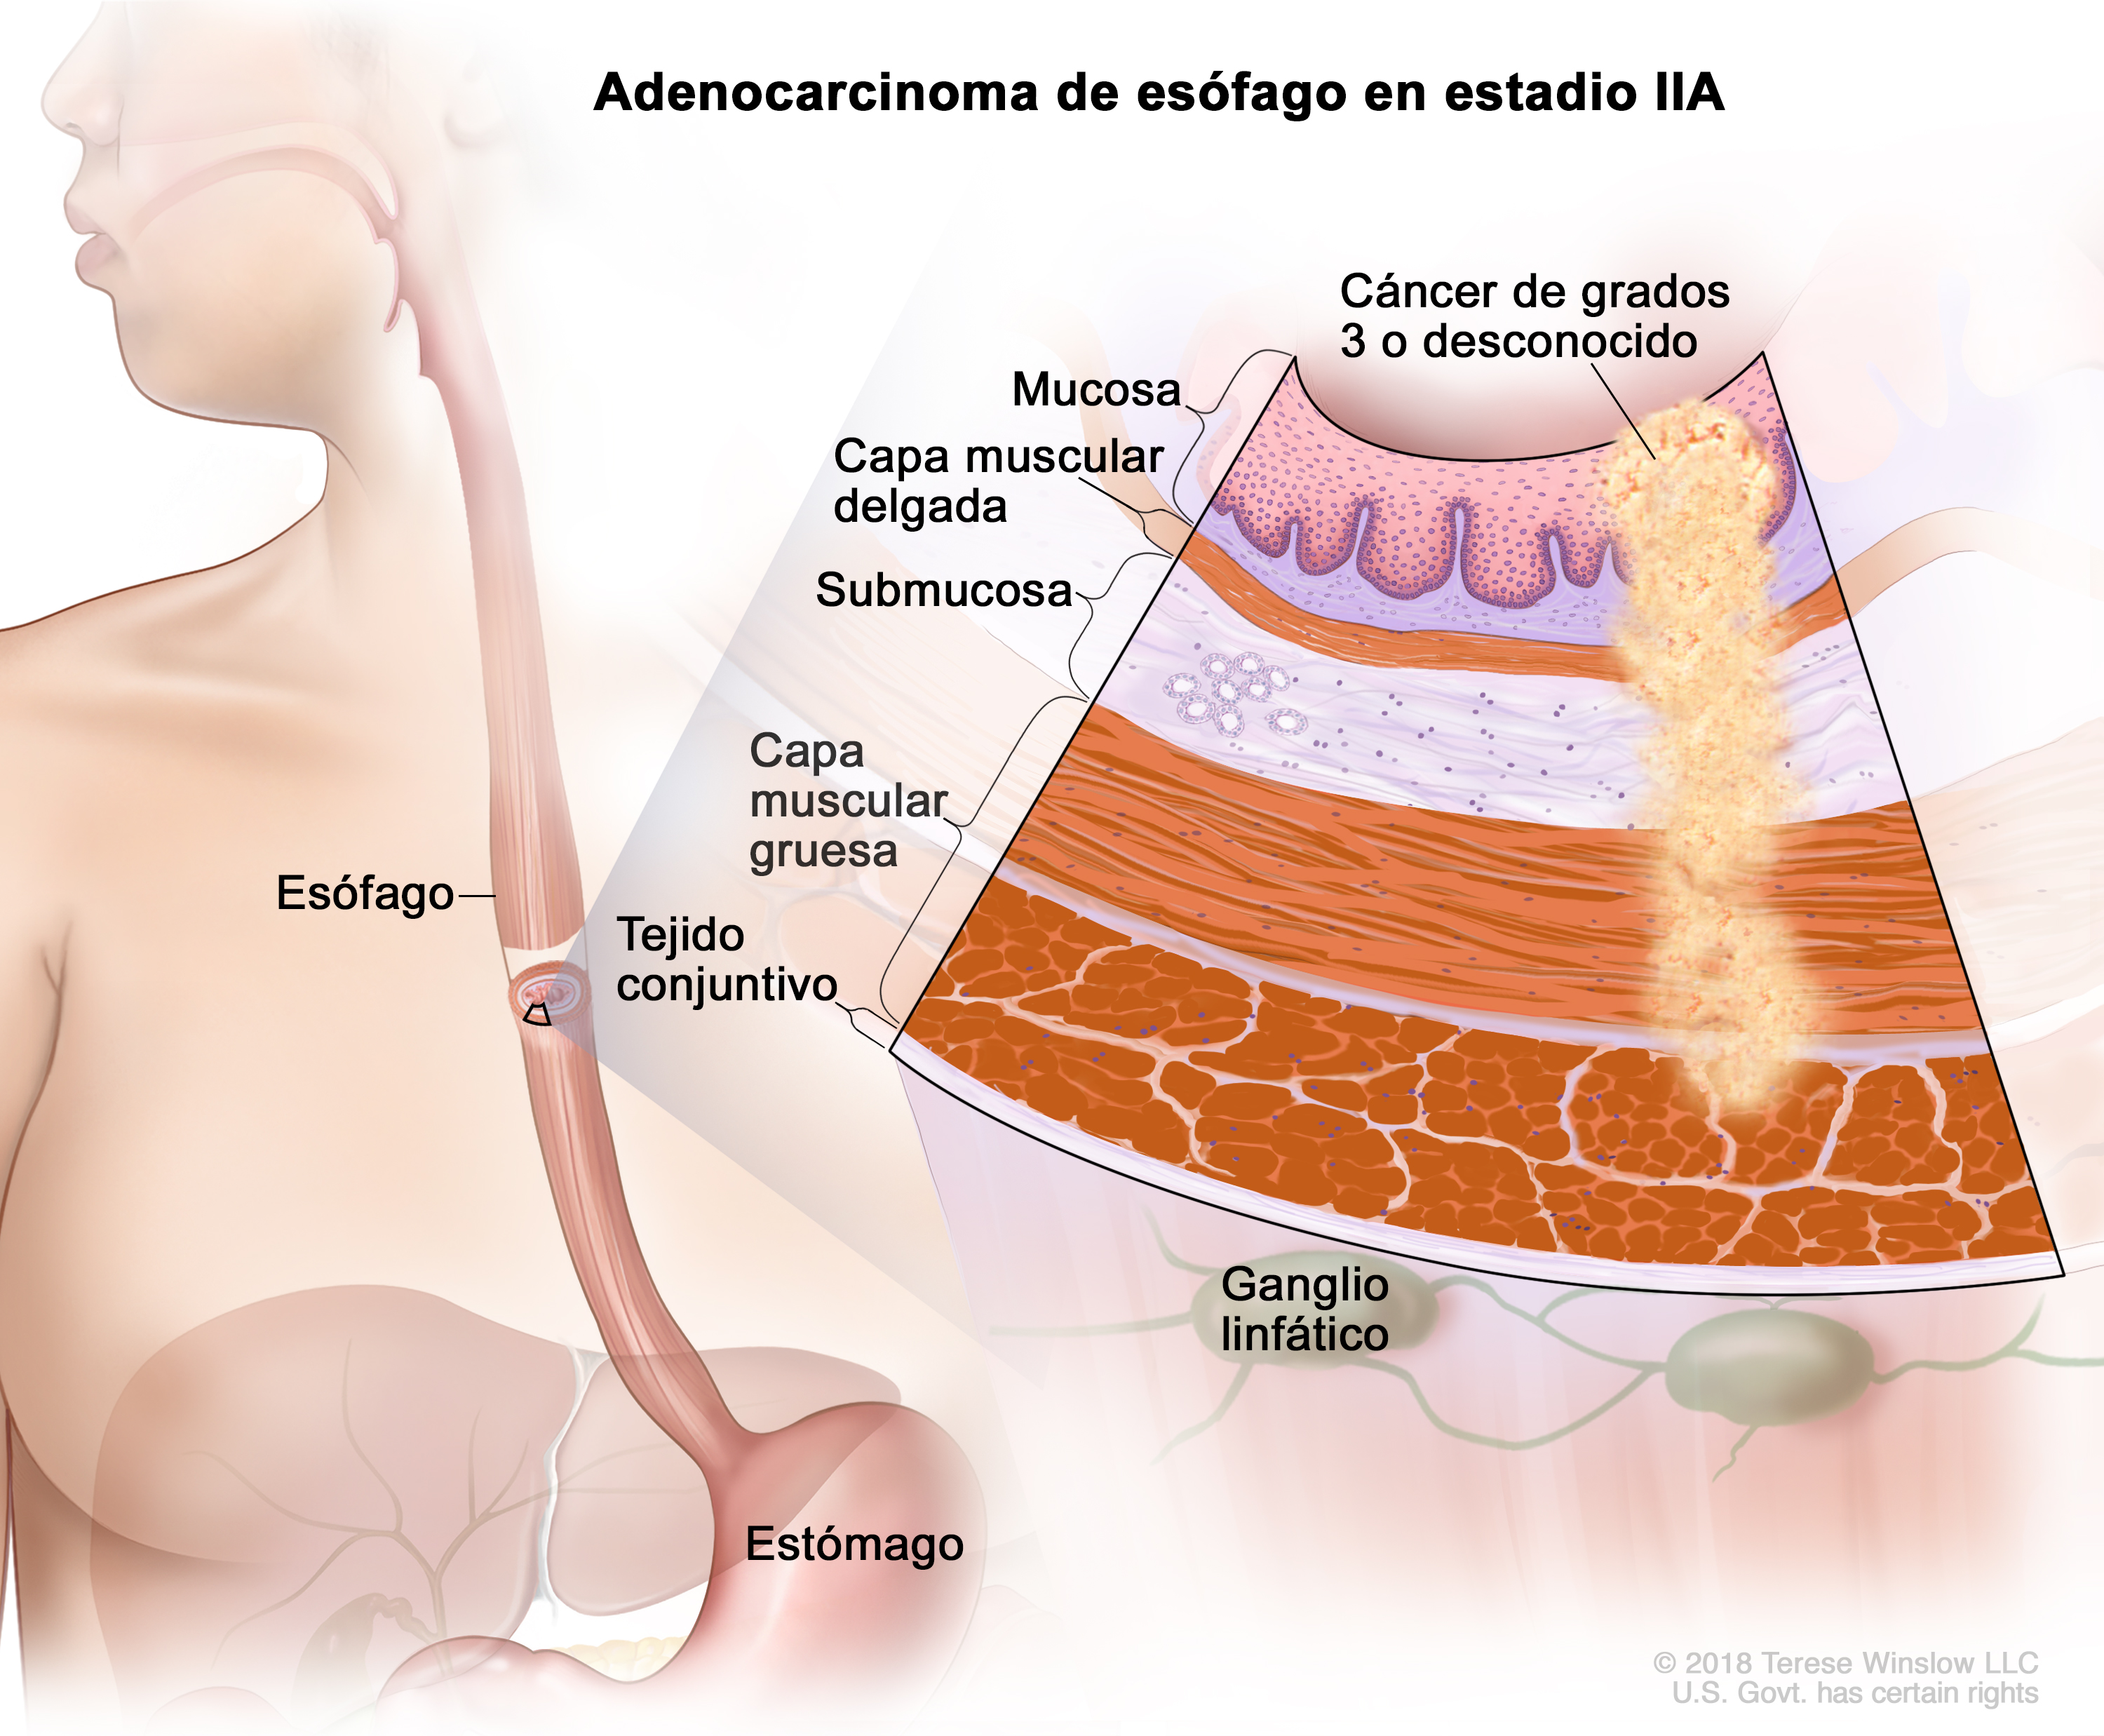 Adenocarcinoma de esófago en estadio IIA
Cáncer de grados
3 o desconocido
Mucosa
Capa muscular
delgada
Submucosa
Capa
muscular
gruesa
Esófago
Tejido
conjuntivo
Ganglio
linfático
Estómago
© 2018 Terese Winslow LLC
U.S. Govt. has certain rights